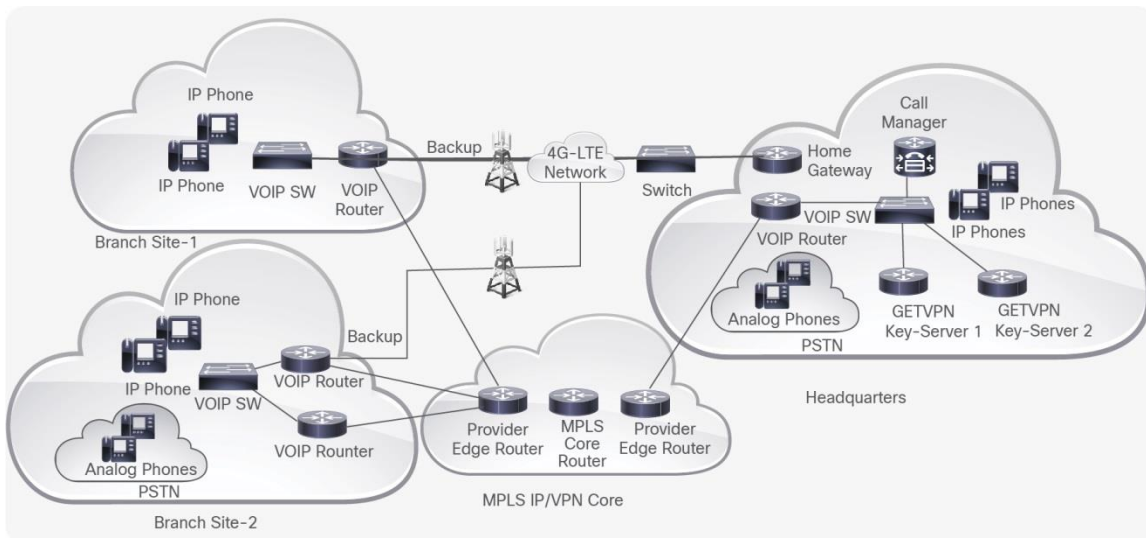 IP Phone
IP Phone
VOIP SW
VOIP
Router
Branch Site-1
Backup
4G-LTE
Network
Switch
Home
Gateway
Call
Manager
VOIP SW
IP Phones
IP Phones
VOIP Router
Analog Phones
PSTN
GETVPN
Key-Server 1
GETVPN
Key-Server 2
Headquarters
IP Phone
IP Phone
VOIP SW
VOIP Router
Backup
VOIP Rounter
Analog Phones
PSTN
Branch Site-2
Provider
Edge Router
MPLS
Core
Router
Provider
Edge Router
MPLS IP/VPN Core